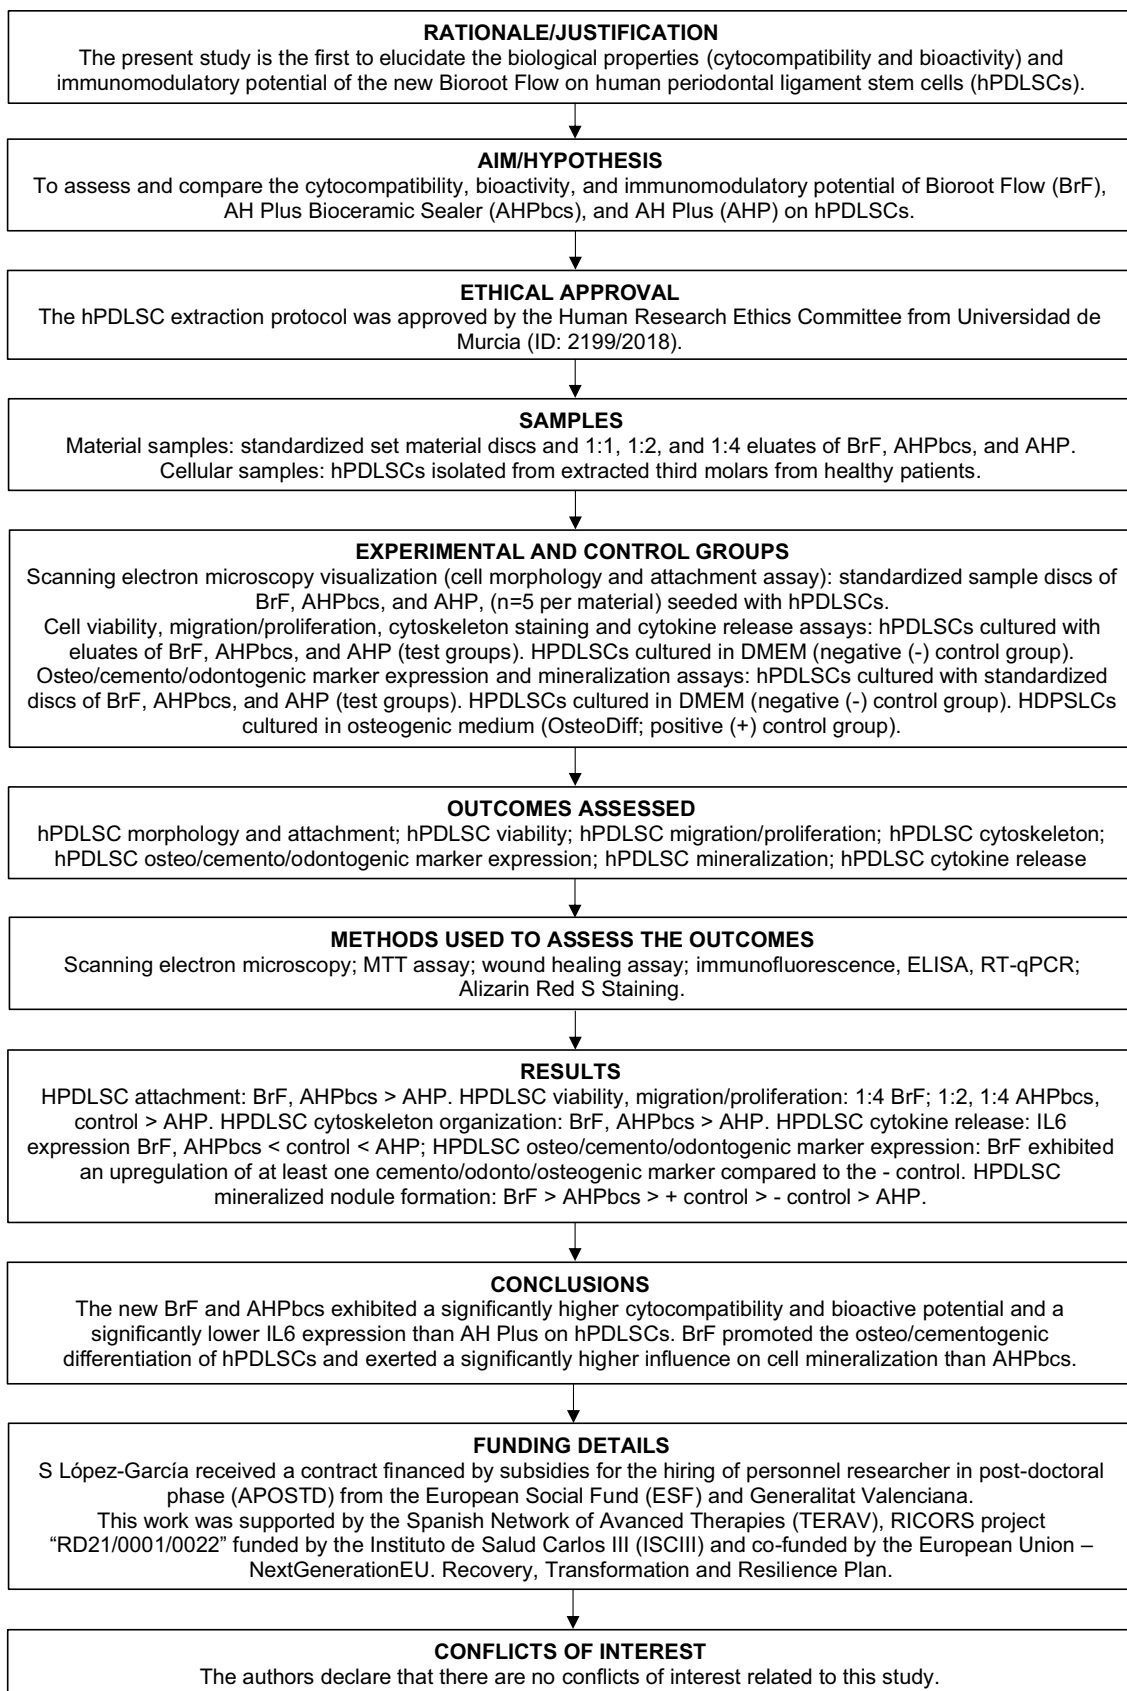 RATIONALE/JUSTIFICATION
The present study is the first to elucidate the biological properties (cytocompatibility and bioactivity) and
immunomodulatory potential of the new Bioroot Flow on human periodontal ligament stem cells (hPDLSCs).
AIM/HYPOTHESIS
To assess and compare the cytocompatibility, bioactivity, and immunomodulatory potential of Bioroot Flow (BrF),
AH Plus Bioceramic Sealer (AHPbcs), and AH Plus (AHP) on hPDLSCs.
ETHICAL APPROVAL
The hPDLSC extraction protocol was approved by the Human Research Ethics Committee from Universidad de
Murcia (ID: 2199/2018).
SAMPLES
Material samples: standardized set material discs and 1:1, 1:2, and 1:4 eluates of BrF, AHPbcs, and AHP.
Cellular samples: hPDLSCs isolated from extracted third molars from healthy patients.
EXPERIMENTAL AND CONTROL GROUPS
Scanning electron microscopy visualization (cell morphology and attachment assay): standardized sample discs of
BrF, AHPbcs, and AHP, (n=5 per material) seeded with hPDLSCs.
Cell viability, migration/proliferation, cytoskeleton staining and cytokine release assays: hPDLSCs cultured with
eluates of BrF, AHPbcs, and AHP (test groups). HPDLSCs cultured in DMEM (negative (-) control group).
Osteo/cemento/odontogenic marker expression and mineralization assays: hPDLSCs cultured with standardized
discs of BrF, AHPbcs, and AHP (test groups). HPDLSCs cultured in DMEM (negative (-) control group). HDPSLCs
cultured in osteogenic medium (OsteoDiff; positive (+) control group).
OUTCOMES ASSESSED
hPDLSC morphology and attachment; hPDLSC viability; hPDLSC migration/proliferation; hPDLSC cytoskeleton;
hPDLSC osteo/cemento/odontogenic marker expression; hPDLSC mineralization; hPDLSC cytokine release
METHODS USED TO ASSESS THE OUTCOMES
Scanning electron microscopy; MTT assay; wound healing assay; immunofluorescence, ELISA, RT-qPCR;
Alizarin Red S Staining.
RESULTS
HPDLSC attachment: BrF, AHPbcs > AHP. HPDLSC viability, migration/proliferation: 1:4 BrF; 1:2, 1:4 AHPbcs,
control > AHP. HPDLSC cytoskeleton organization: BrF, AHPbcs > AHP. HPDLSC cytokine release: IL6
expression BrF, AHPbcs < control < AHP; HPDLSC osteo/cemento/odontogenic marker expression: BrF exhibited
an upregulation of at least one cemento/odonto/osteogenic marker compared to the - control. HPDLSC
mineralized nodule formation: BrF > AHPbcs > + control > - control > AHP.
CONCLUSIONS
The new BrF and AHPbcs exhibited a significantly higher cytocompatibility and bioactive potential and a
significantly lower IL6 expression than AH Plus on hPDLSCs. BrF promoted the osteo/cementogenic
differentiation of hPDLSCs and exerted a significantly higher influence on cell mineralization than AHPbcs.
FUNDING DETAILS
S López-García received a contract financed by subsidies for the hiring of personnel researcher in post-doctoral
phase (APOSTD) from the European Social Fund (ESF) and Generalitat Valenciana.
This work was supported by the Spanish Network of Avanced Therapies (TERAV), RICORS project
“RD21/0001/0022” funded by the Instituto de Salud Carlos III (ISCIII) and co-funded by the European Union –
NextGenerationEU. Recovery, Transformation and Resilience Plan.
CONFLICTS OF INTEREST
The authors declare that there are no conflicts of interest related to this study.